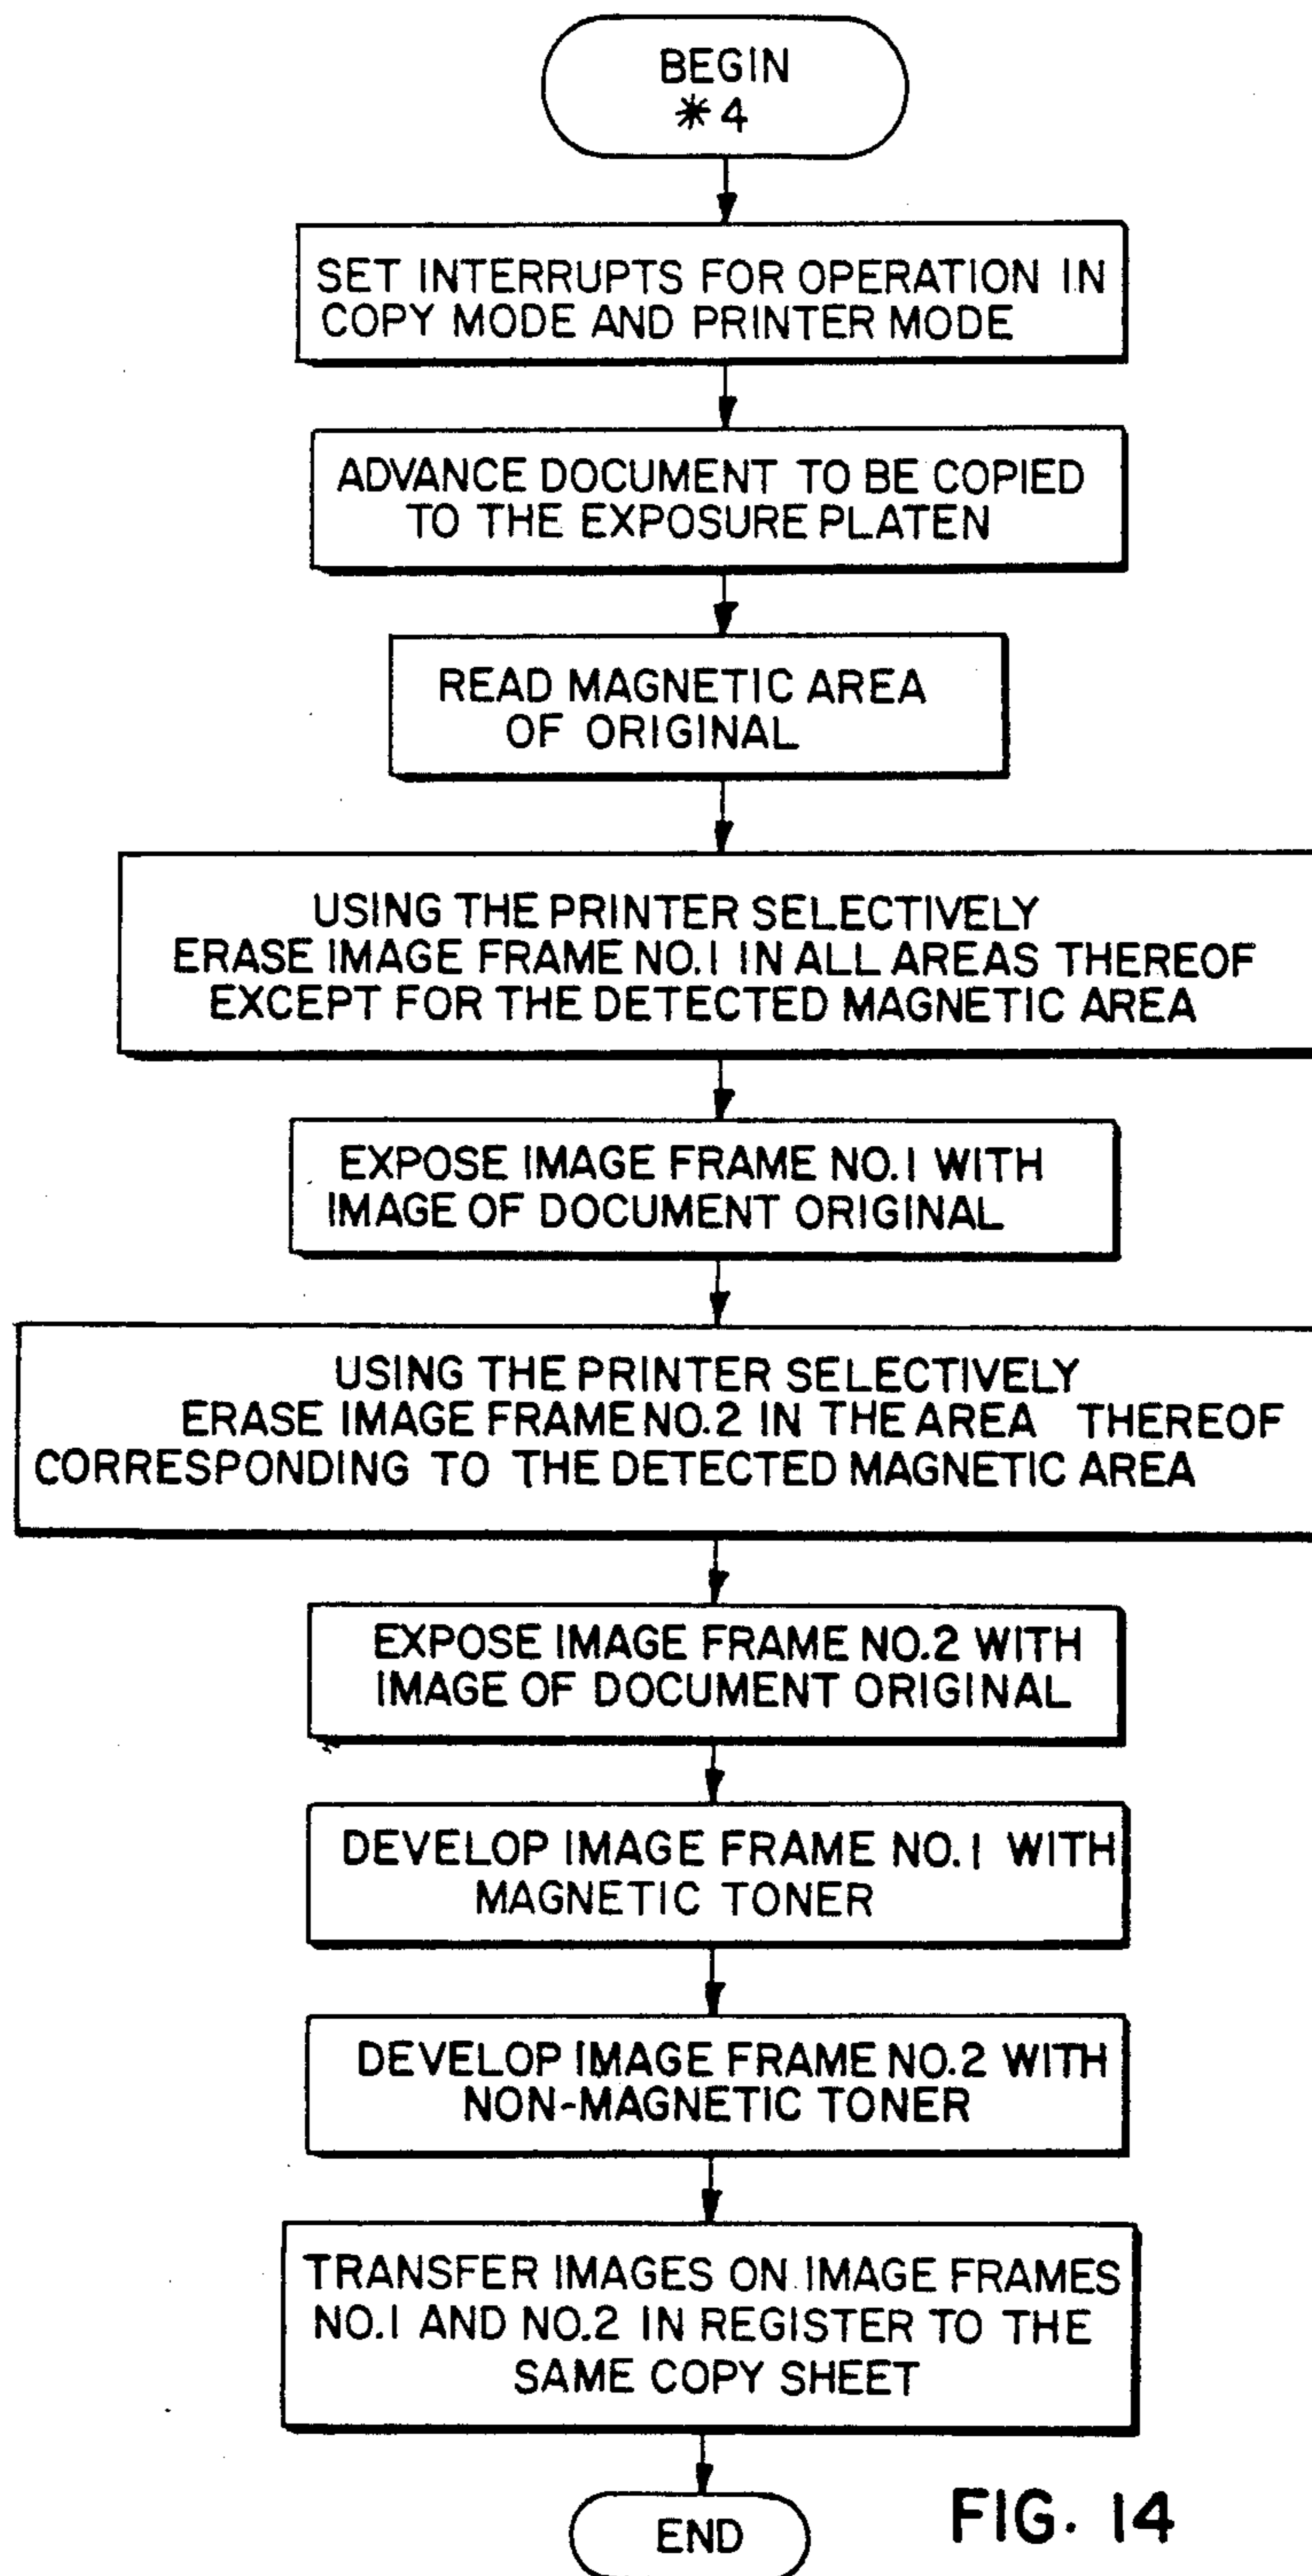 BEGIN
*4
SET INTERRUPTS FOR OPERATION IN
COPY MODE AND PRINTER MODE
ADVANCE DOCUMENT TO BE COPIED
TO THE EXPOSURE PLATEN
READ MAGNETIC AREA
OF ORIGINAL
USING THE PRINTER SELECTIVELY
ERASE IMAGE FRAME NO.1 IN ALL AREAS THEREOF
EXCEPT FOR THE DETECTED MAGNETIC AREA
EXPOSE IMAGE FRAME NO.1 WITH
IMAGE OF DOCUMENT ORIGINAL
USING THE PRINTER SELECTIVELY
ERASE IMAGE FRAME NO.2 IN THE AREA THEREOF
CORRESPONDING TO THE DETECTED MAGNETIC AREA
EXPOSE IMAGE FRAME NO.2 WITH
IMAGE OF DOCUMENT ORIGINAL
DEVELOP IMAGE FRAME NO.1 WITH
MAGNETIC TONER
DEVELOP IMAGE FRAME NO.2 WITH
NON-MAGNETIC TONER
TRANSFER IMAGES ON IMAGE FRAMES
NO.1 AND NO.2 IN REGISTER TO THE
SAME COPY SHEET
END
FIG. 14